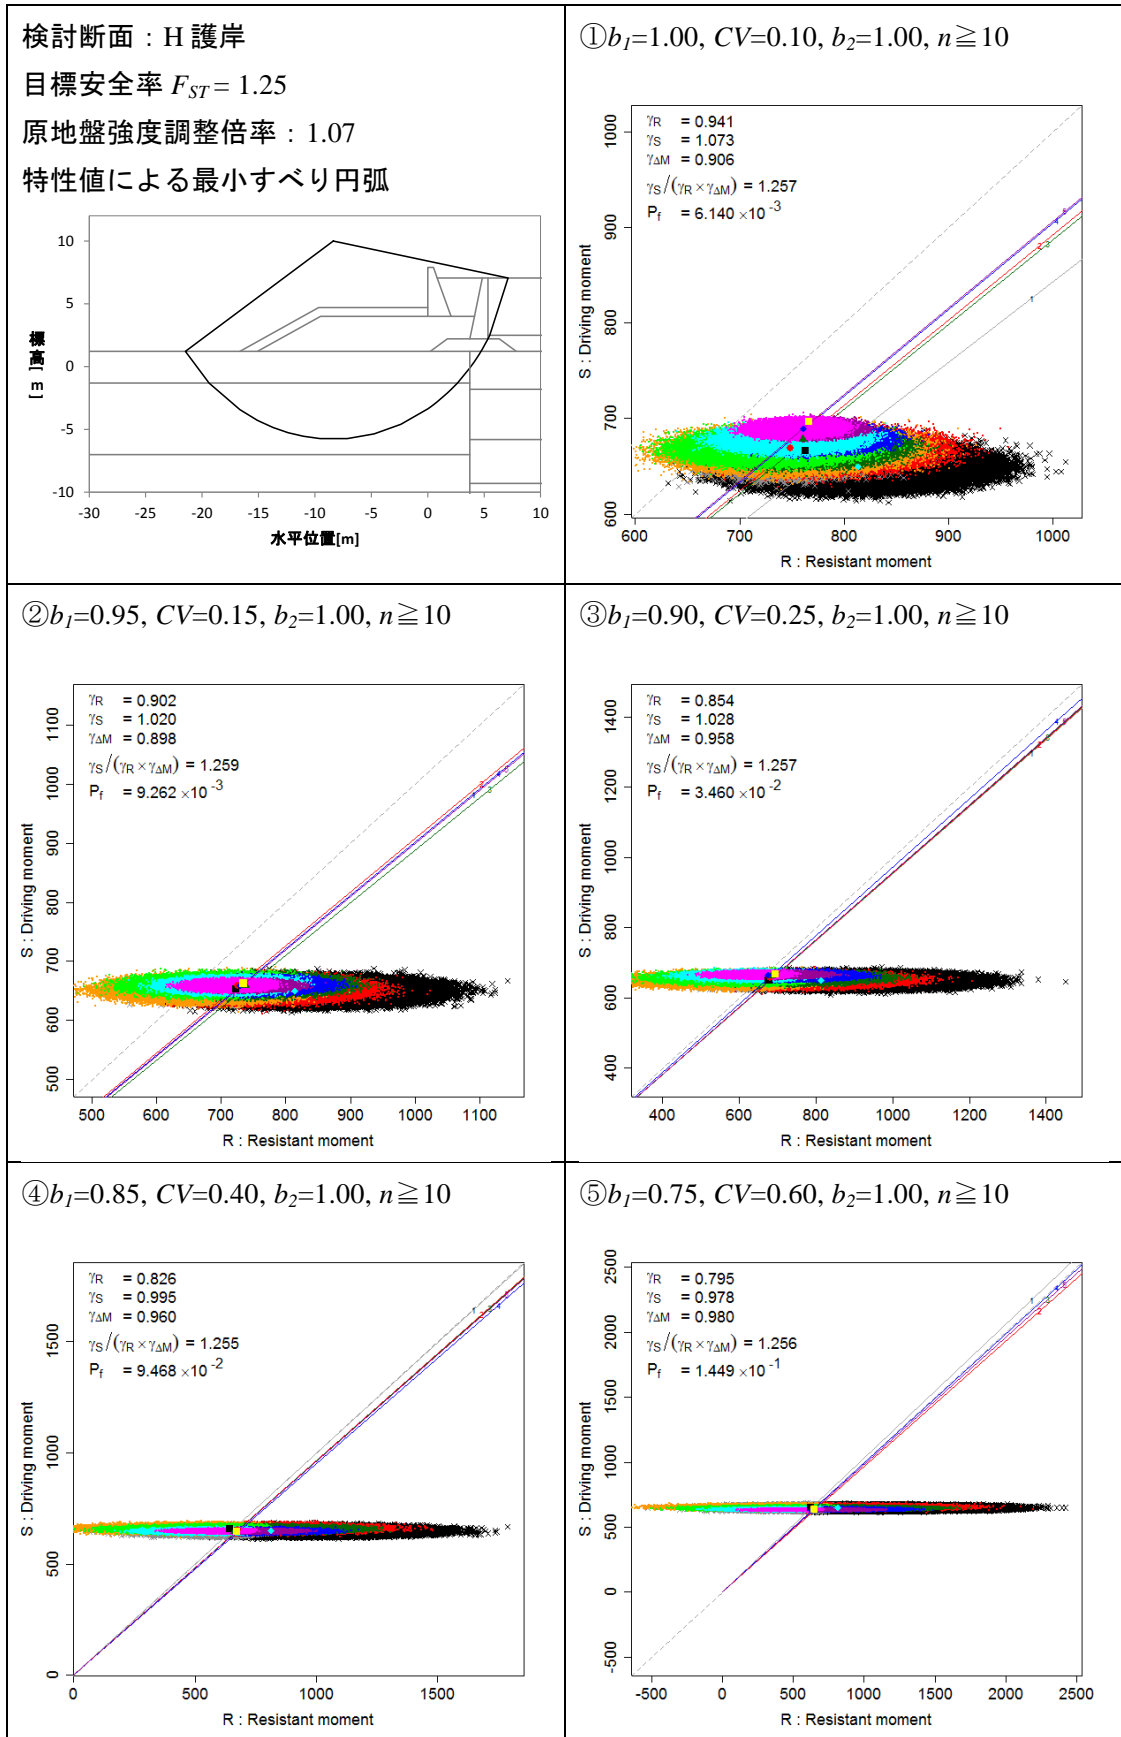 検討断面：H 護岸
目標安全率 F_ST = 1.25
原地盤強度調整倍率：1.07
特性値による最小すべり円弧
10
5
0
-5
-10
標高[m]
-30 -25 -20 -15 -10 -5 0 5 10
水平位置[m]
①b1=1.00, CV=0.10, b2=1.00, n≧10
γR = 0.941
γS = 1.073
γΔM = 0.906
γS/(γR×γΔM) = 1.257
Pf = 6.140 ×10 -3
S : Driving moment
600 700 800 900 1000
600 700 800 900 1000
R : Resistant moment
②b1=0.95, CV=0.15, b2=1.00, n≧10
γR = 0.902
γS = 1.020
γΔM = 0.898
γS/(γR×γΔM) = 1.259
Pf = 9.262 ×10 -3
S : Driving moment
500 600 700 800 900 1000 1100
500 600 700 800 900 1000 1100
R : Resistant moment
③b1=0.90, CV=0.25, b2=1.00, n≧10
γR = 0.854
γS = 1.028
γΔM = 0.958
γS/(γR×γΔM) = 1.257
Pf = 3.460 ×10 -2
S : Driving moment
400 600 800 1000 1200 1400
400 600 800 1000 1200 1400
R : Resistant moment
④b1=0.85, CV=0.40, b2=1.00, n≧10
γR = 0.826
γS = 0.995
γΔM = 0.960
γS/(γR×γΔM) = 1.255
Pf = 9.468 ×10 -2
S : Driving moment
0 500 1000 1500
0 500 1000 1500
R : Resistant moment
⑤b1=0.75, CV=0.60, b2=1.00, n≧10
γR = 0.795
γS = 0.978
γΔM = 0.980
γS/(γR×γΔM) = 1.256
Pf = 1.449 ×10 -1
S : Driving moment
-500 0 500 1000 1500 2000 2500
-500 0 500 1000 1500 2000 2500
R : Resistant moment